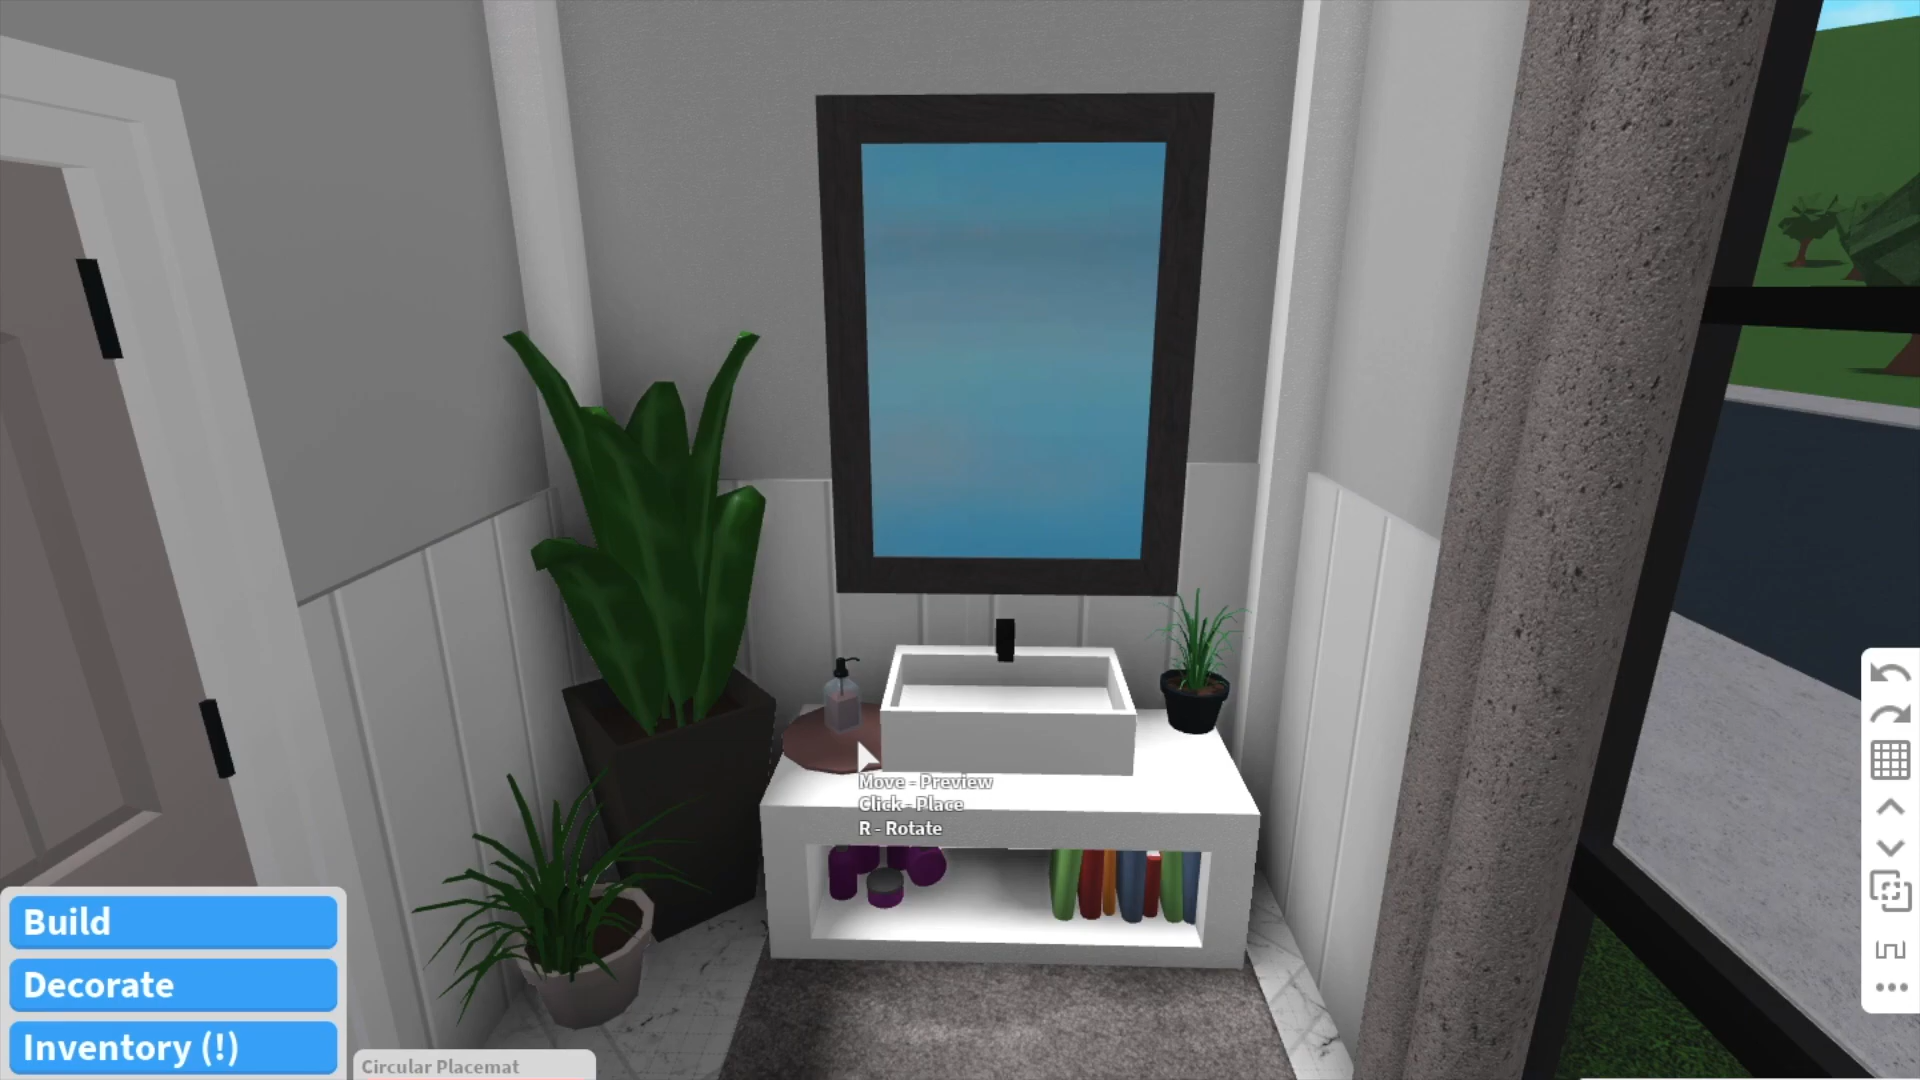 Move - Preview
Click - Place
R - Rotate
Build
Decorate
Inventory (!)
Circular Placemat